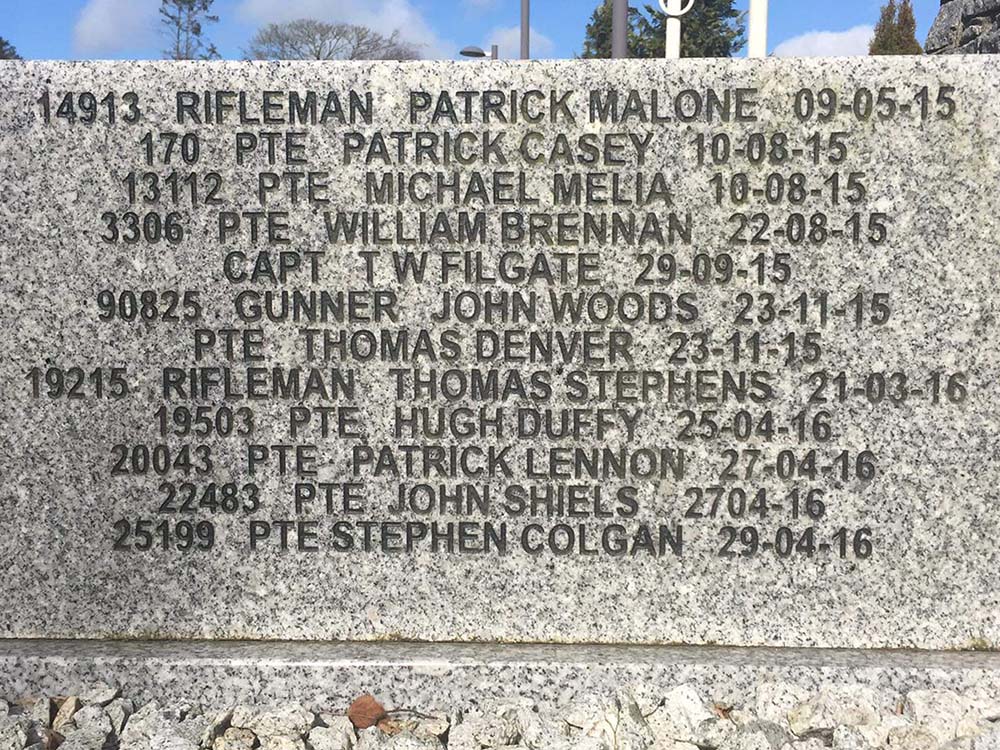 14913 RIFLEMAN PATRICK MALONE 09-05-15
170 PTE PATRICK CASEY 10-08-15
13112 PTE MICHAEL MELIA 10-08-15
3306 PTE WILLIAM BRENNAN 22-08-15
CAPT T W FILGATE 29-09-15
90825 GUNNER JOHN WOODS 23-11-15
PTE THOMAS DENVER 23-11-15
19215 RIFLEMAN THOMAS STEPHENS 21-03-16
19503 PTE HUGH DUFFY 25-04-16
20043 PTE PATRICK LENNON 27-04-16
22483 PTE JOHN SHIELS 2704-16
25199 PTE STEPHEN COLGAN 29-04-16